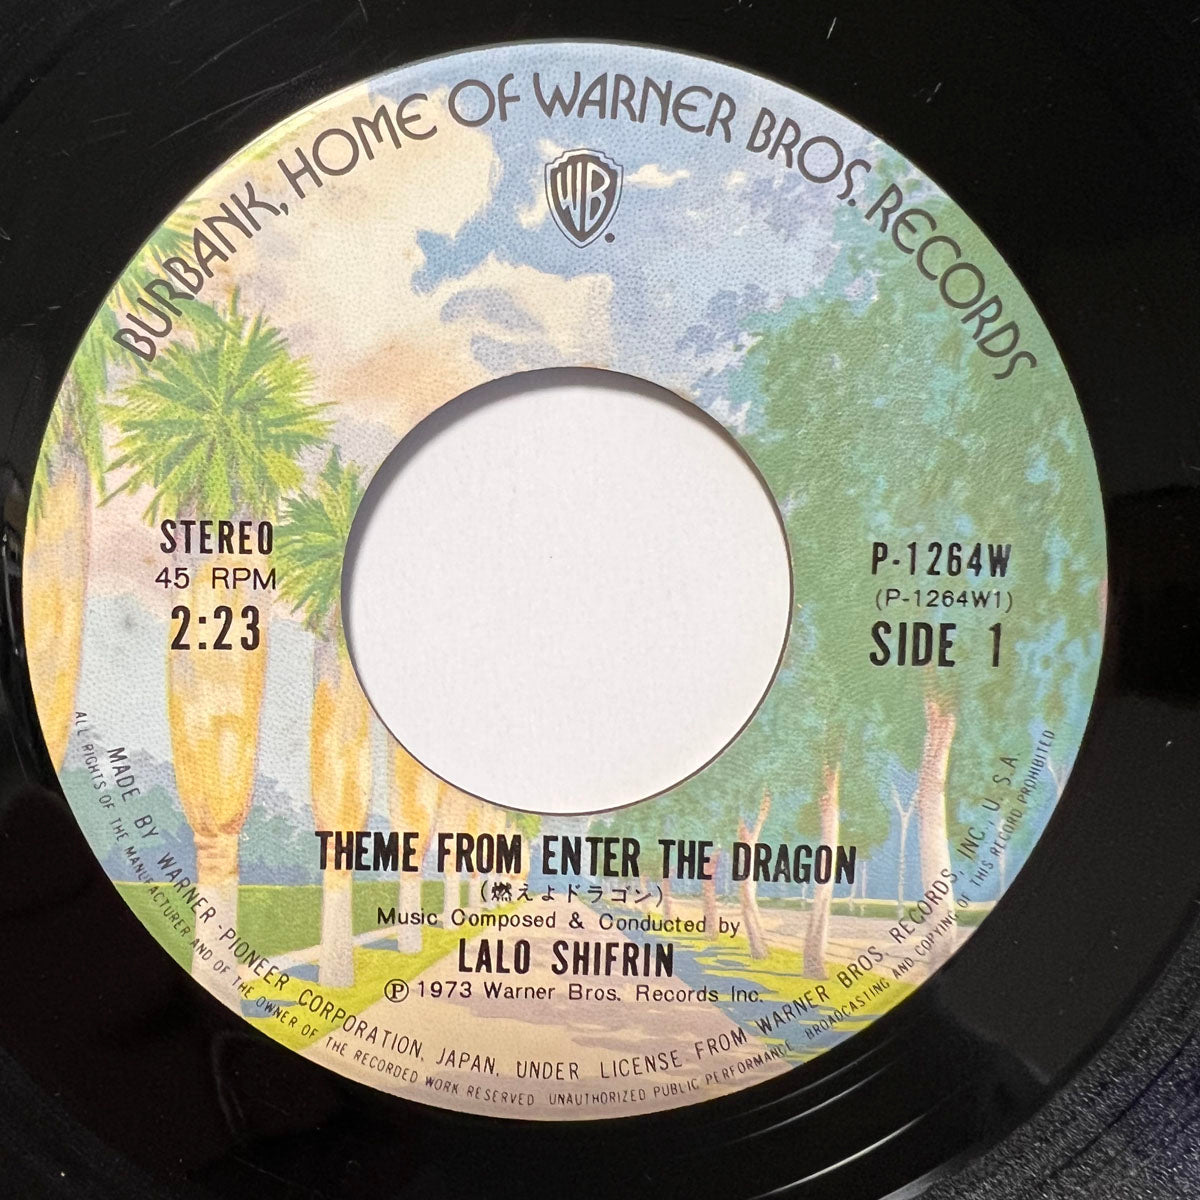 BURBANK, HOME OF WARNER BROS. RECORDS
WB
STEREO
45 RPM
2:23
P-1264W
(P-1264W1)
SIDE 1
THEME FROM ENTER THE DRAGON
(燃えよドラゴン)
Music Composed & Conducted by
LALO SHIFRIN
Ⓟ 1973 Warner Bros. Records Inc.
MADE BY WARNER-PIONEER CORPORATION, JAPAN, UNDER LICENSE FROM WARNER BROS. RECORDS, INC., U.S.A.
ALL RIGHTS OF THE MANUFACTURER AND OF THE OWNER OF THE RECORDED WORK RESERVED UNAUTHORIZED PUBLIC PERFORMANCE BROADCASTING AND COPYING OF THIS RECORD PROHIBITED